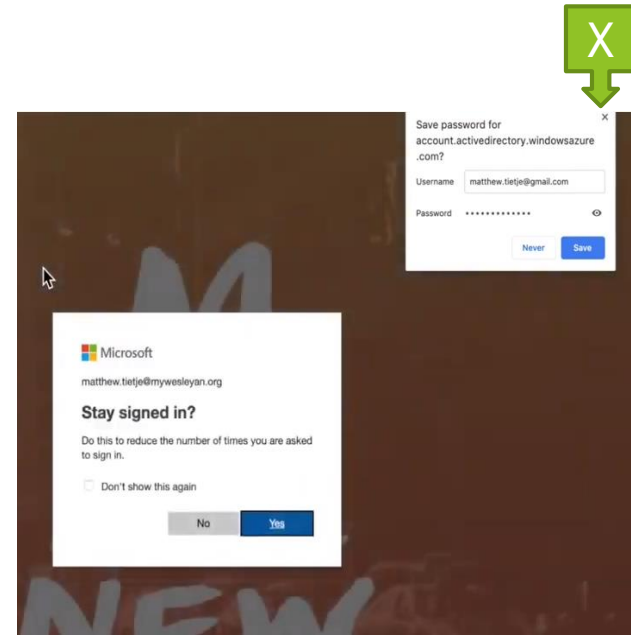 X
Save password for
account.activedirectory.windowsazure
.com?
Username matthew.tietje@gmail.com
Password •••••••••••••
Never Save
Microsoft
matthew.tietje@mywesleyan.org
Stay signed in?
Do this to reduce the number of times you are asked
to sign in.
Don't show this again
No Yes
NEW